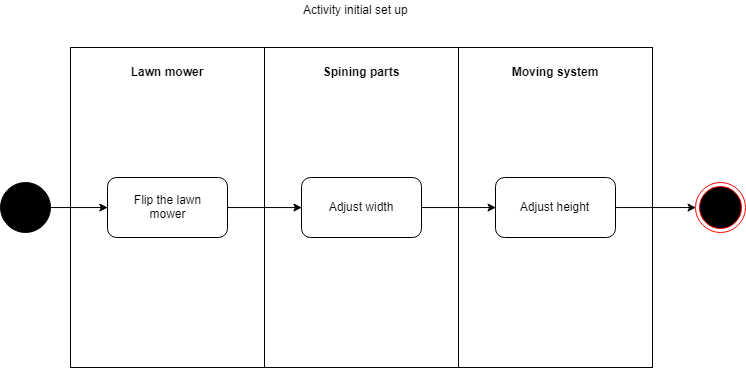 Activity initial set up
Lawn mower
Spining parts
Moving system
Flip the lawn
mower
Adjust width
Adjust height